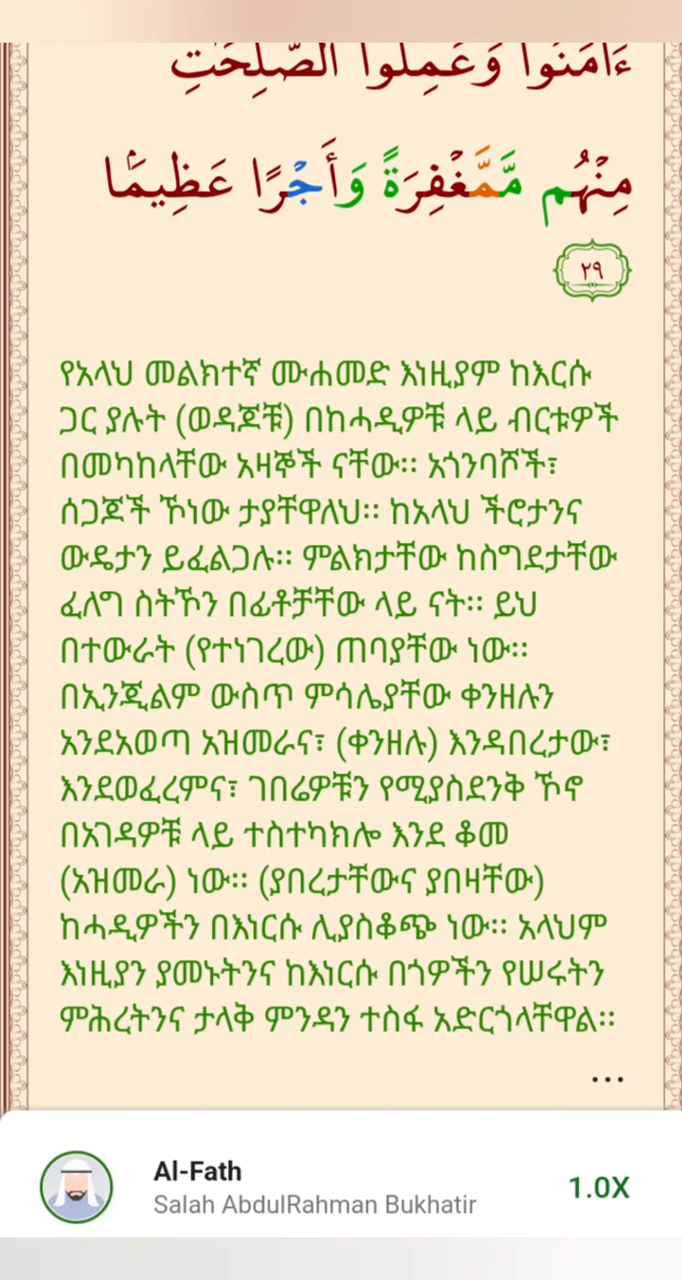 ءَامَنُوا۟ وَعَمِلُوا۟ ٱلصَّـٰلِحَـٰتِ
مِنْهُم مَّغْفِرَةً وَأَجْرًا عَظِيمًۢا
٢٩
የአላህ መልክተኛ ሙሐመድ እነዚያም ከእርሱ
ጋር ያሉት (ወዳጆቹ) በከሓዲዎቹ ላይ ብርቱዎች
በመካከላቸው አዛኞች ናቸው፡፡ አጎንባሾች፣
ሰጋጆች ኾነው ታያቸዋለህ፡፡ ከአላህ ችሮታንና
ውዴታን ይፈልጋሉ፡፡ ምልክታቸው ከስግደታቸው
ፈለግ ስትኾን በፊቶቻቸው ላይ ናት፡፡ ይህ
በተውራት (የተነገረው) ጠባያቸው ነው፡፡
በኢንጂልም ውስጥ ምሳሌያቸው ቀንዘሉን
አንደአወጣ አዝመራና፣ (ቀንዘሉ) እንዳበረታው፣
እንደወፈረምና፣ ገበሬዎቹን የሚያስደንቅ ኾኖ
በአገዳዎቹ ላይ ተስተካክሎ እንደ ቆመ
(አዝመራ) ነው፡፡ (ያበረታቸውና ያበዛቸው)
ከሓዲዎችን በእነርሱ ሊያስቆጭ ነው፡፡ አላህም
እነዚያን ያመኑትንና ከእነርሱ በጎዎችን የሠሩትን
ምሕረትንና ታላቅ ምንዳን ተስፋ አድርጎላቸዋል፡፡
...
Al-Fath
Salah AbdulRahman Bukhatir
1.0X